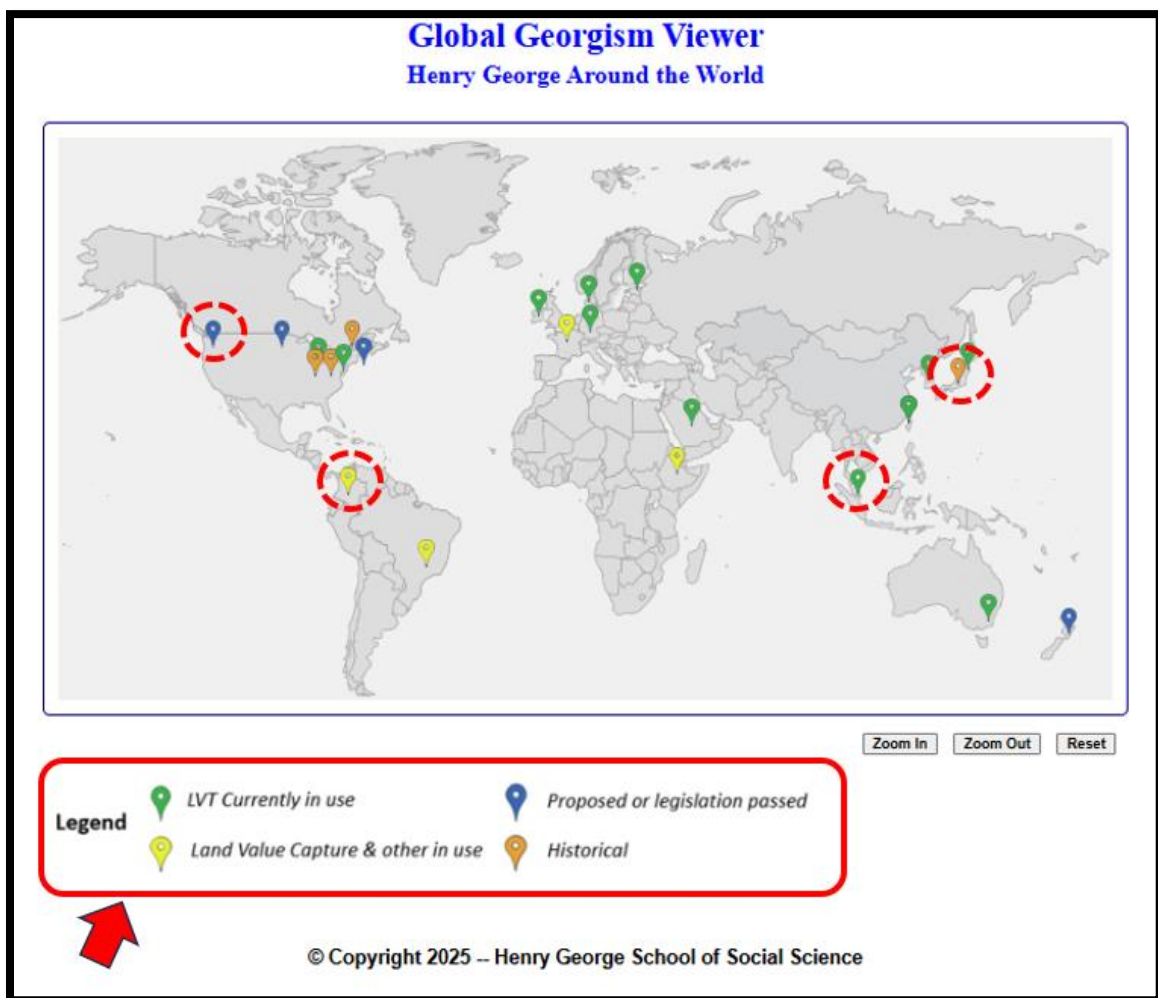 Global Georgism Viewer
Henry George Around the World
Zoom In Zoom Out Reset
Legend
LVT Currently in use
Proposed or legislation passed
Land Value Capture & other in use
Historical
© Copyright 2025 -- Henry George School of Social Science